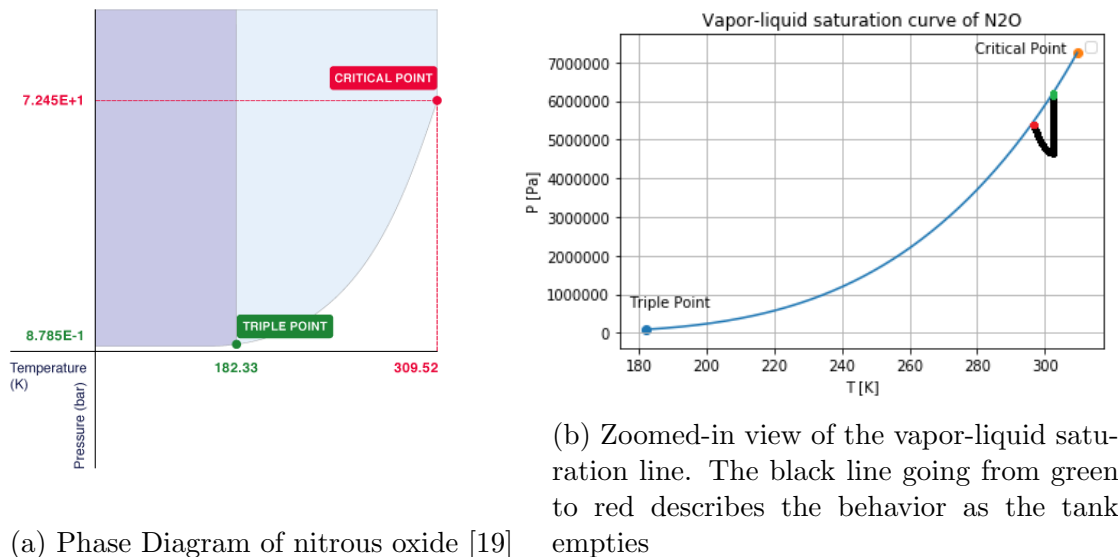 CRITICAL POINT
7.245E+1
TRIPLE POINT
8.785E-1
Temperature
(K)
182.33
309.52
Pressure (bar)
(a) Phase Diagram of nitrous oxide [19]
Vapor-liquid saturation curve of N2O
Critical Point
7000000
6000000
5000000
4000000
3000000
2000000
1000000
0
P [Pa]
Triple Point
180
200
220
240
260
280
300
T [K]
(b) Zoomed-in view of the vapor-liquid satu-
ration line. The black line going from green
to red describes the behavior as the tank
empties